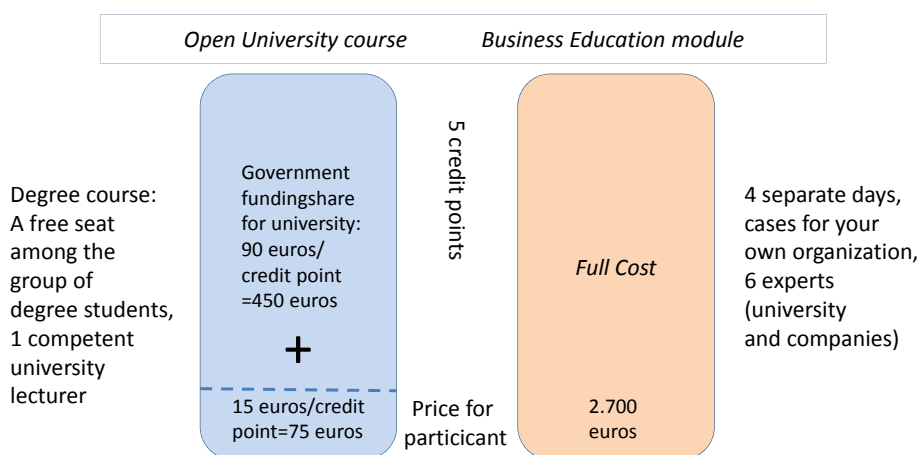 Open University course
Business Education module
Degree course:
A free seat
among the
group of
degree students,
1 competent
university
lecturer
Government
fundingshare
for university:
90 euros/
credit point
=450 euros
+
15 euros/credit
point=75 euros
5 credit points
Price for
particicant
Full Cost
2.700
euros
4 separate days,
cases for your
own organization,
6 experts
(university
and companies)